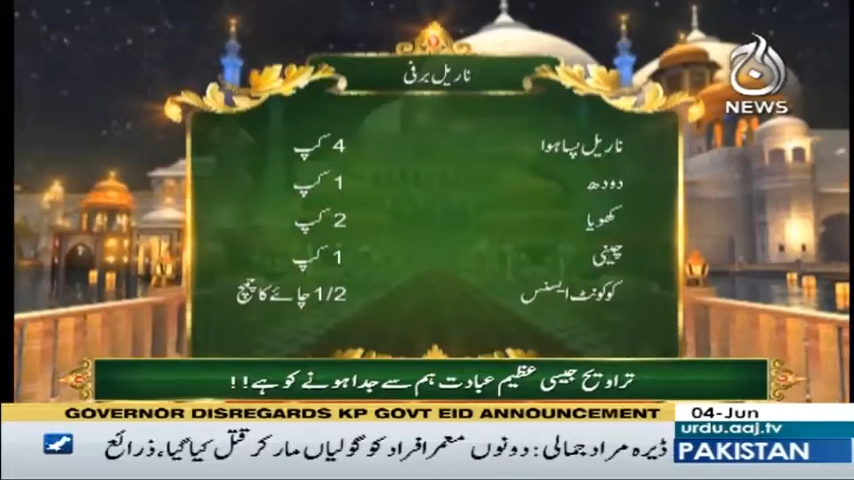 ناریل برفی
آج
NEWS
ناریل پسا ہوا 4 کپ
دودھ 1 کپ
کھویا 2 کپ
چینی 1 کپ
کوکونٹ ایسنس 1/2 چائے کا چمچ
تراویح جیسی عظیم عبادت ہم سے جدا ہونے کو ہے!!
GOVERNOR DISREGARDS KP GOVT EID ANNOUNCEMENT
04-Jun
urdu.aaj.tv
PAKISTAN
ڈیرہ مراد جمالی: دونوں معمر افراد کو گولیاں مار کر قتل کیا گیا، ذرائع